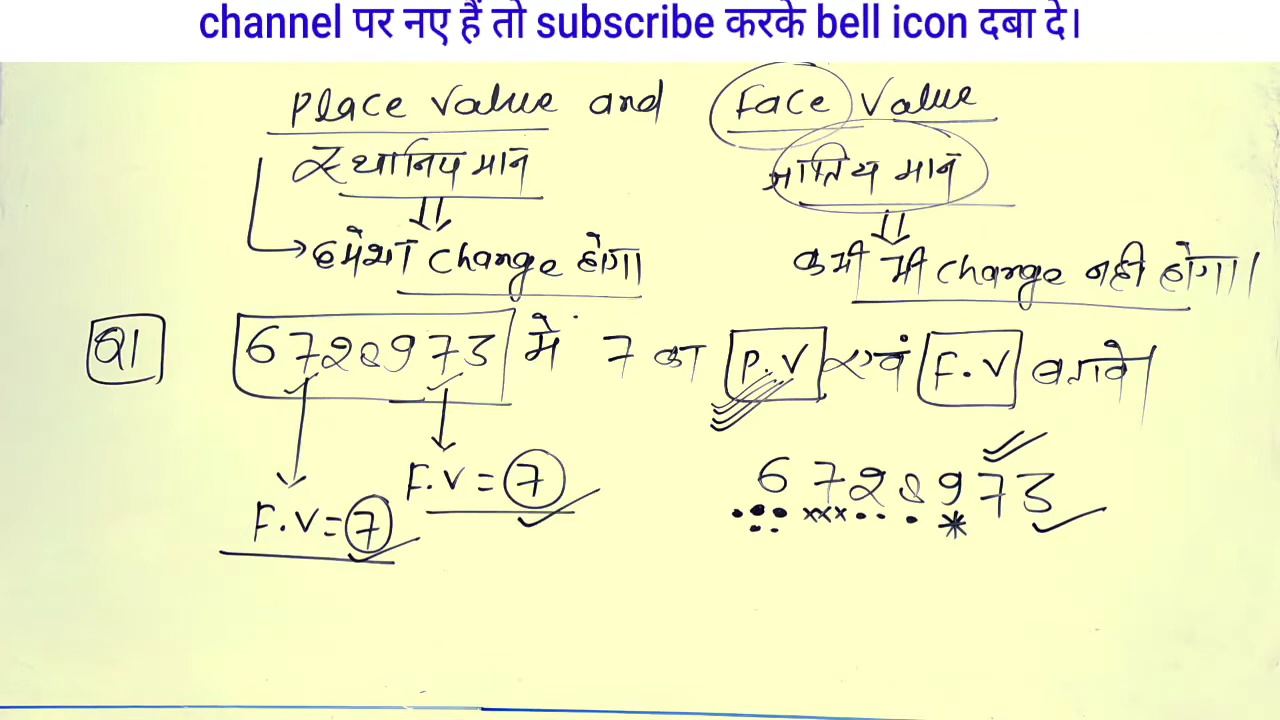 channel पर नए हैं तो subscribe करके bell icon दबा दे।
Place Value and Face Value
स्थानिय मान जातिय मान
हमेशा change होगा कभी भी change नही होगा।
Q1 6728973 में 7 का P.V एवं F.V बतावे।
F.V = 7 6728973
F.V = 7